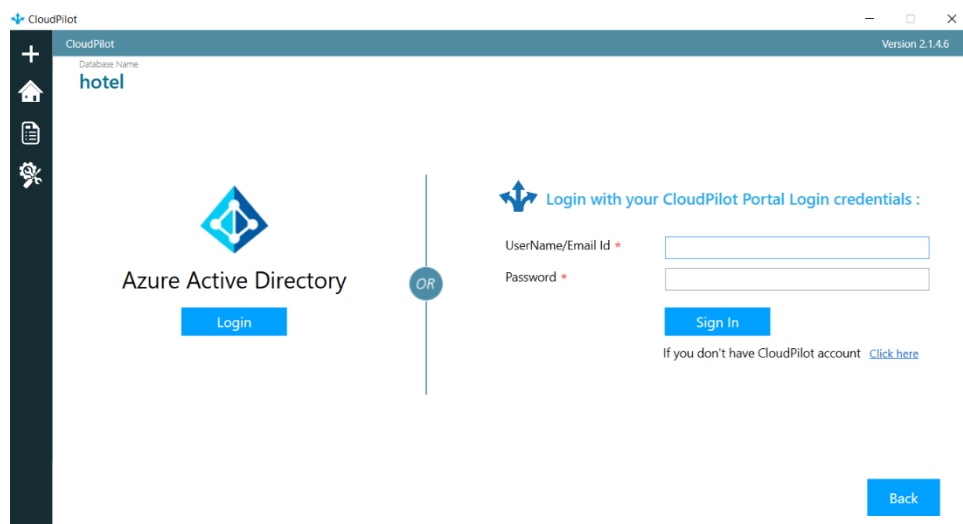 CloudPilot
CloudPilot
Version 2.1.4.6
Database Name
hotel
Azure Active Directory
Login
OR
Login with your CloudPilot Portal Login credentials :
UserName/Email Id *
Password *
Sign In
If you don't have CloudPilot account Click here
Back